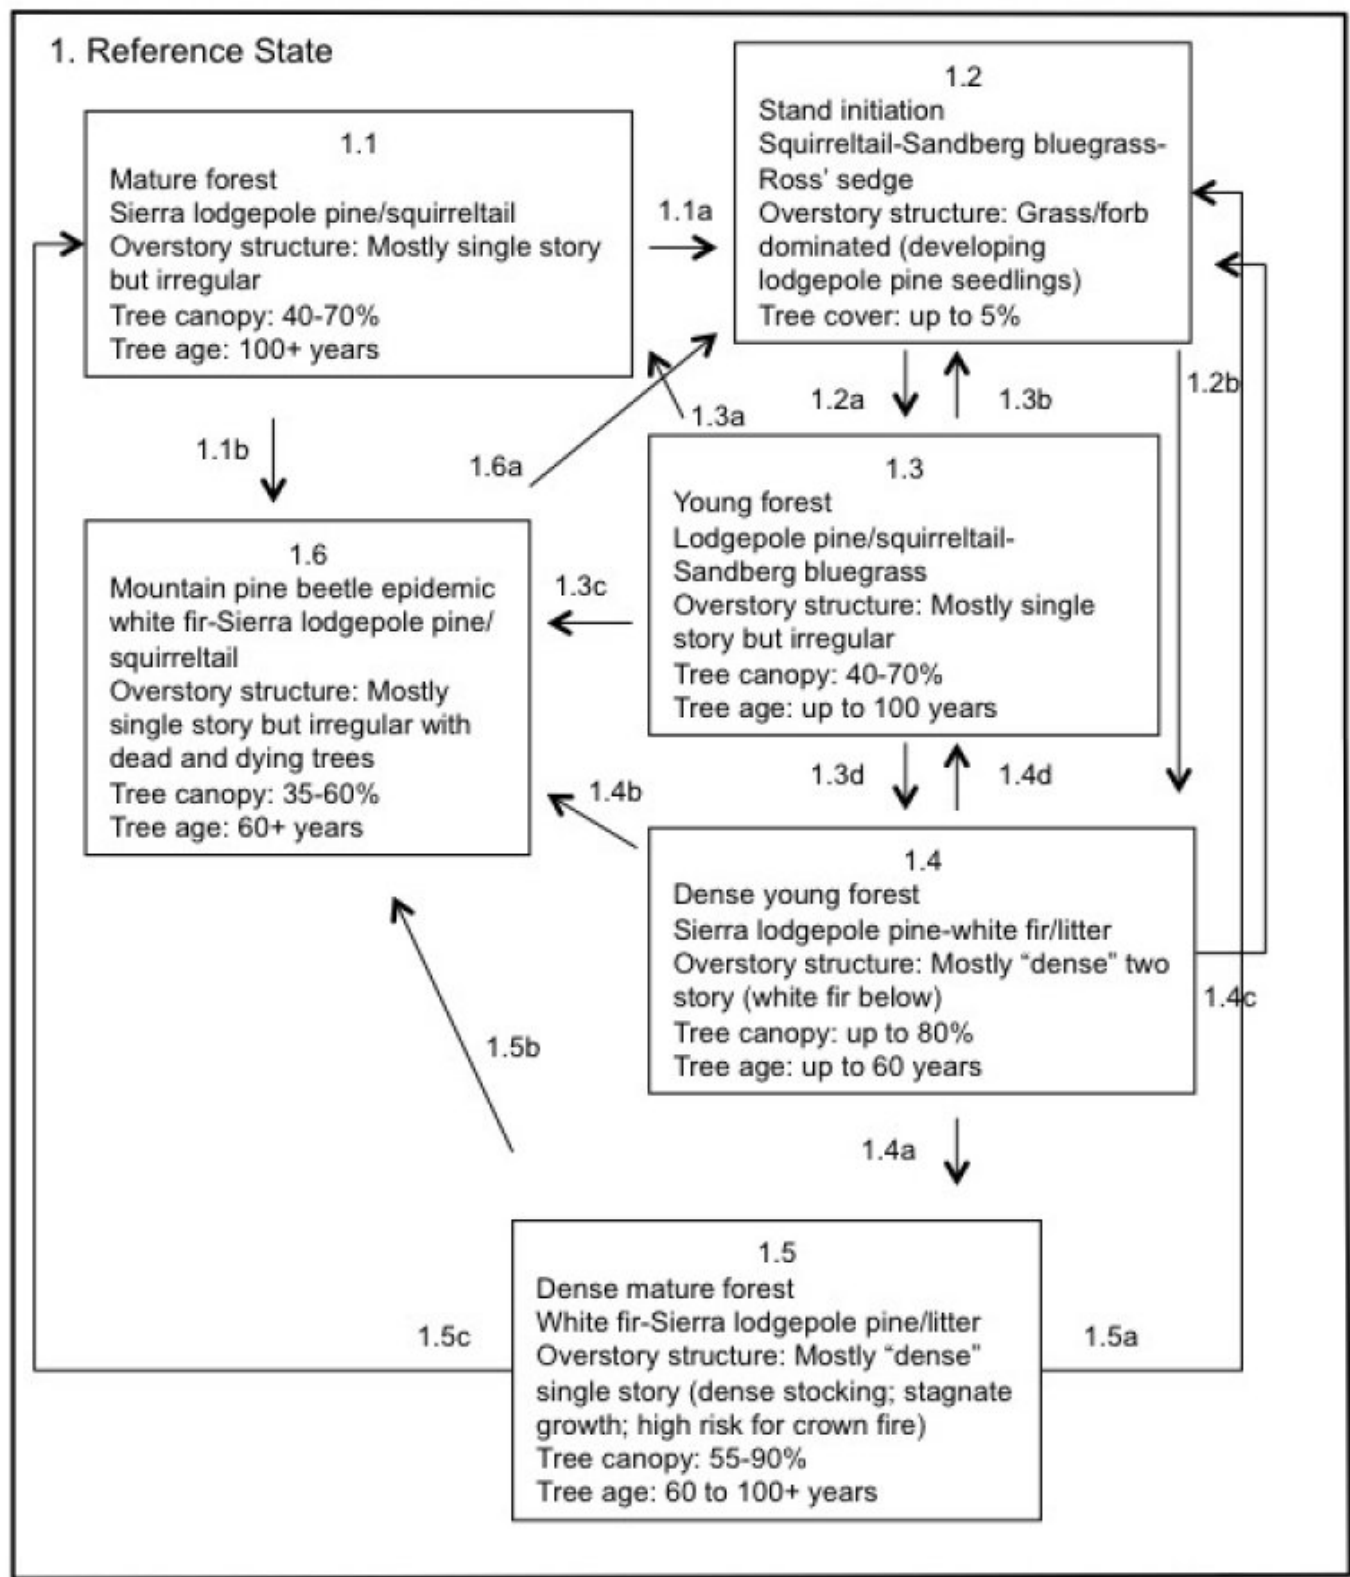 1. Reference State
1.1
Mature forest
Sierra lodgepole pine/squirreltail
Overstory structure: Mostly single story
but irregular
Tree canopy: 40-70%
Tree age: 100+ years
1.1a
1.2
Stand initiation
Squirreltail-Sandberg bluegrass-
Ross’ sedge
Overstory structure: Grass/forb
dominated (developing
lodgepole pine seedlings)
Tree cover: up to 5%
1.2a
1.3b
1.2b
1.3a
1.1b
1.6a
1.3
Young forest
Lodgepole pine/squirreltail-
Sandberg bluegrass
Overstory structure: Mostly single
story but irregular
Tree canopy: 40-70%
Tree age: up to 100 years
1.6
Mountain pine beetle epidemic
white fir-Sierra lodgepole pine/
squirreltail
Overstory structure: Mostly
single story but irregular with
dead and dying trees
Tree canopy: 35-60%
Tree age: 60+ years
1.3c
1.3d
1.4d
1.4b
1.4
Dense young forest
Sierra lodgepole pine-white fir/litter
Overstory structure: Mostly “dense” two
story (white fir below)
Tree canopy: up to 80%
Tree age: up to 60 years
1.4c
1.5b
1.4a
1.5
Dense mature forest
White fir-Sierra lodgepole pine/litter
Overstory structure: Mostly “dense”
single story (dense stocking; stagnate
growth; high risk for crown fire)
Tree canopy: 55-90%
Tree age: 60 to 100+ years
1.5c
1.5a